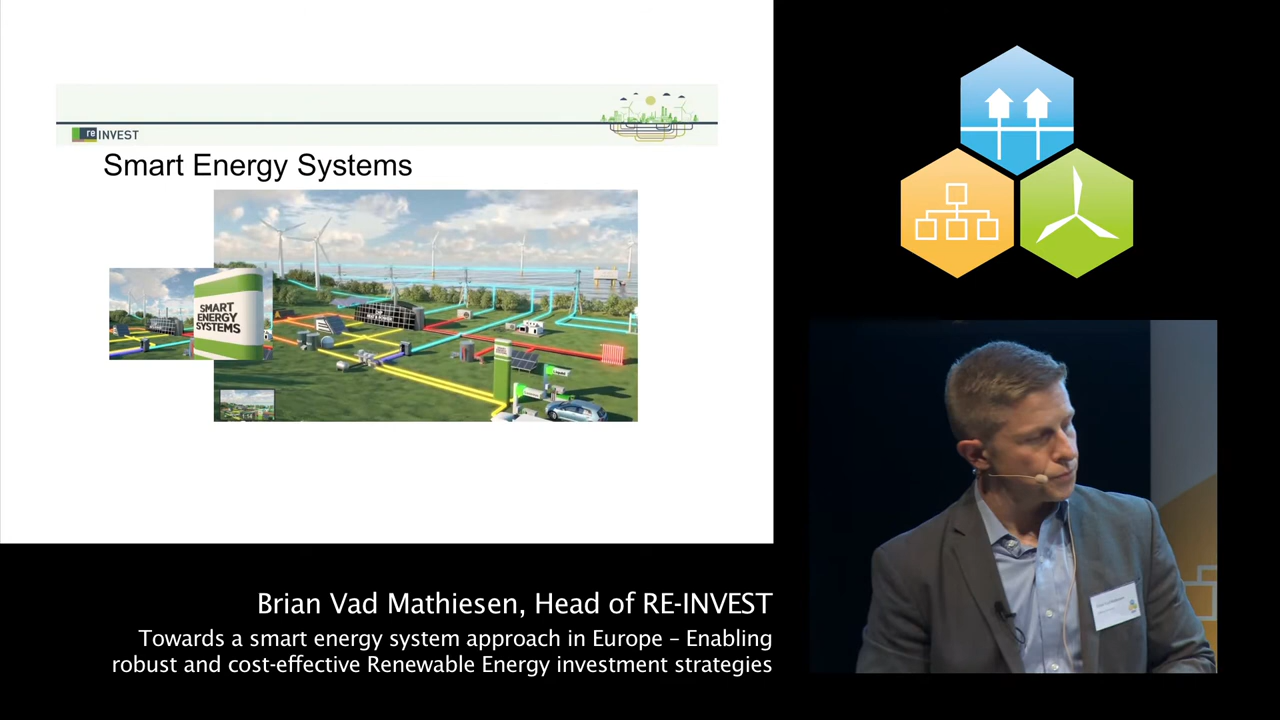 re INVEST
Smart Energy Systems
SMART
ENERGY
SYSTEMS
Brian Vad Mathiesen, Head of RE-INVEST
Towards a smart energy system approach in Europe – Enabling
robust and cost-effective Renewable Energy investment strategies